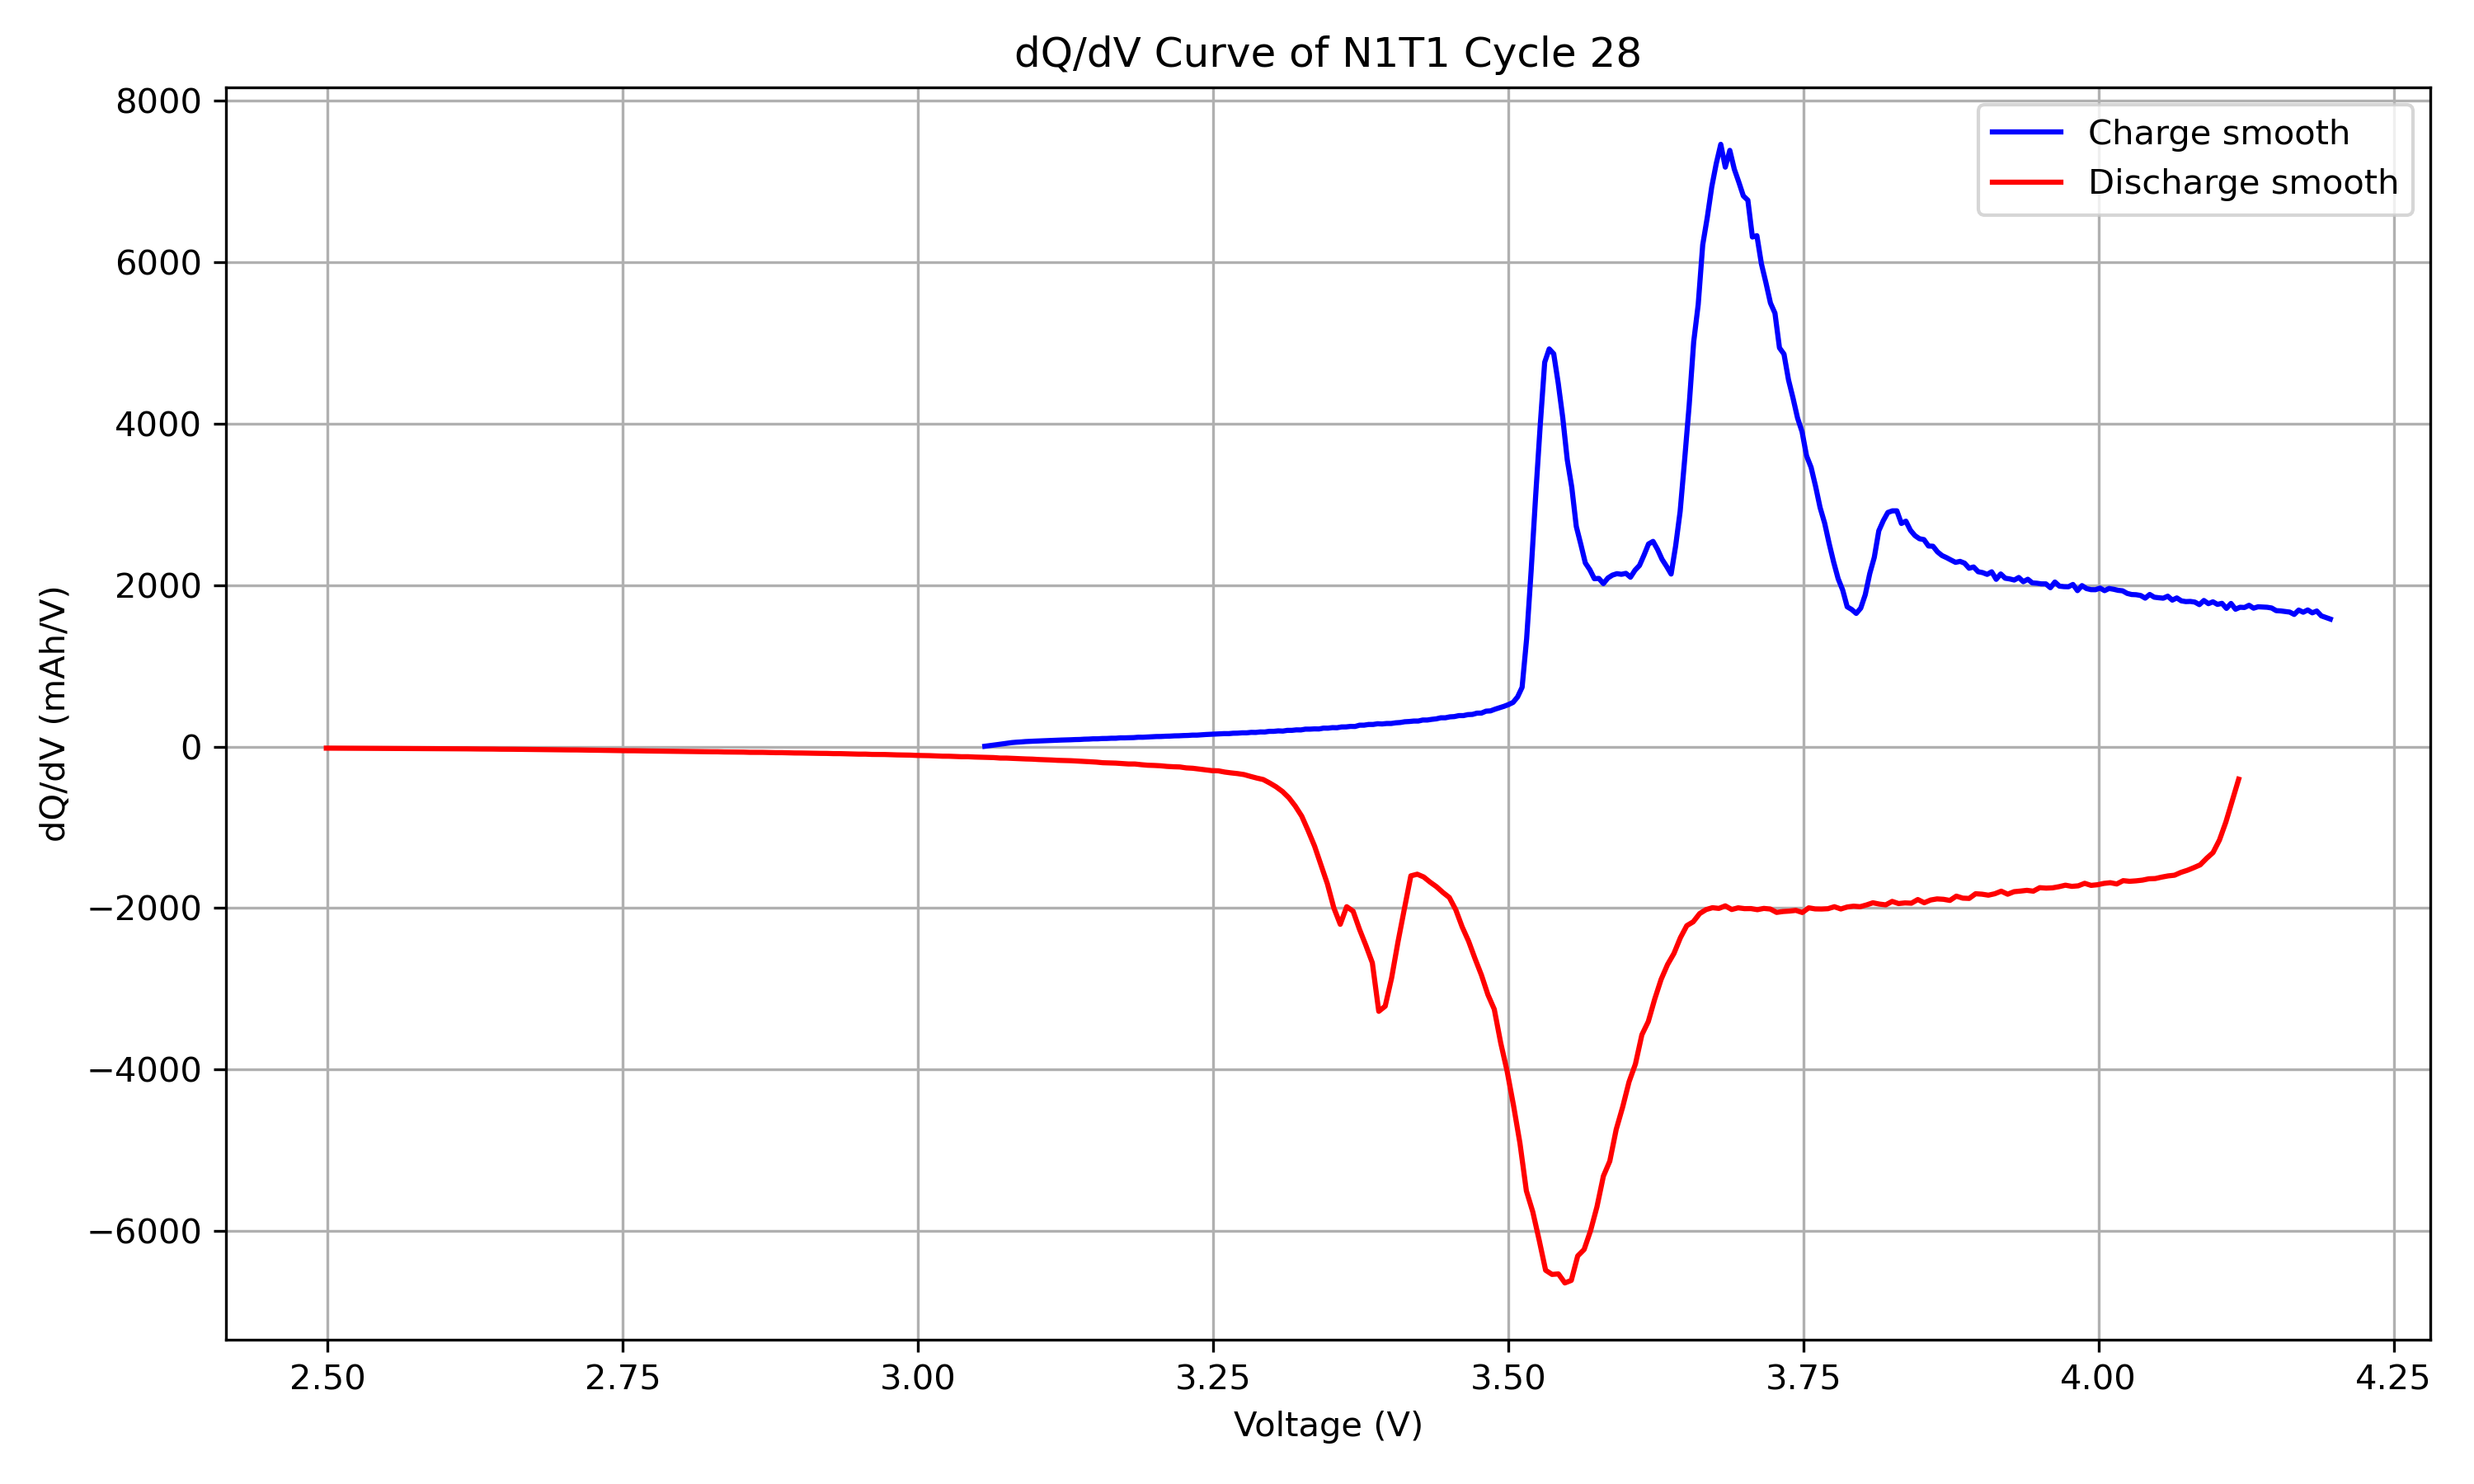 dQ/dV Curve of N1T1 Cycle 28
Charge smooth
Discharge smooth
8000
6000
4000
2000
0
−2000
−4000
−6000
dQ/dV (mAh/V)
2.50 2.75 3.00 3.25 3.50 3.75 4.00 4.25
Voltage (V)